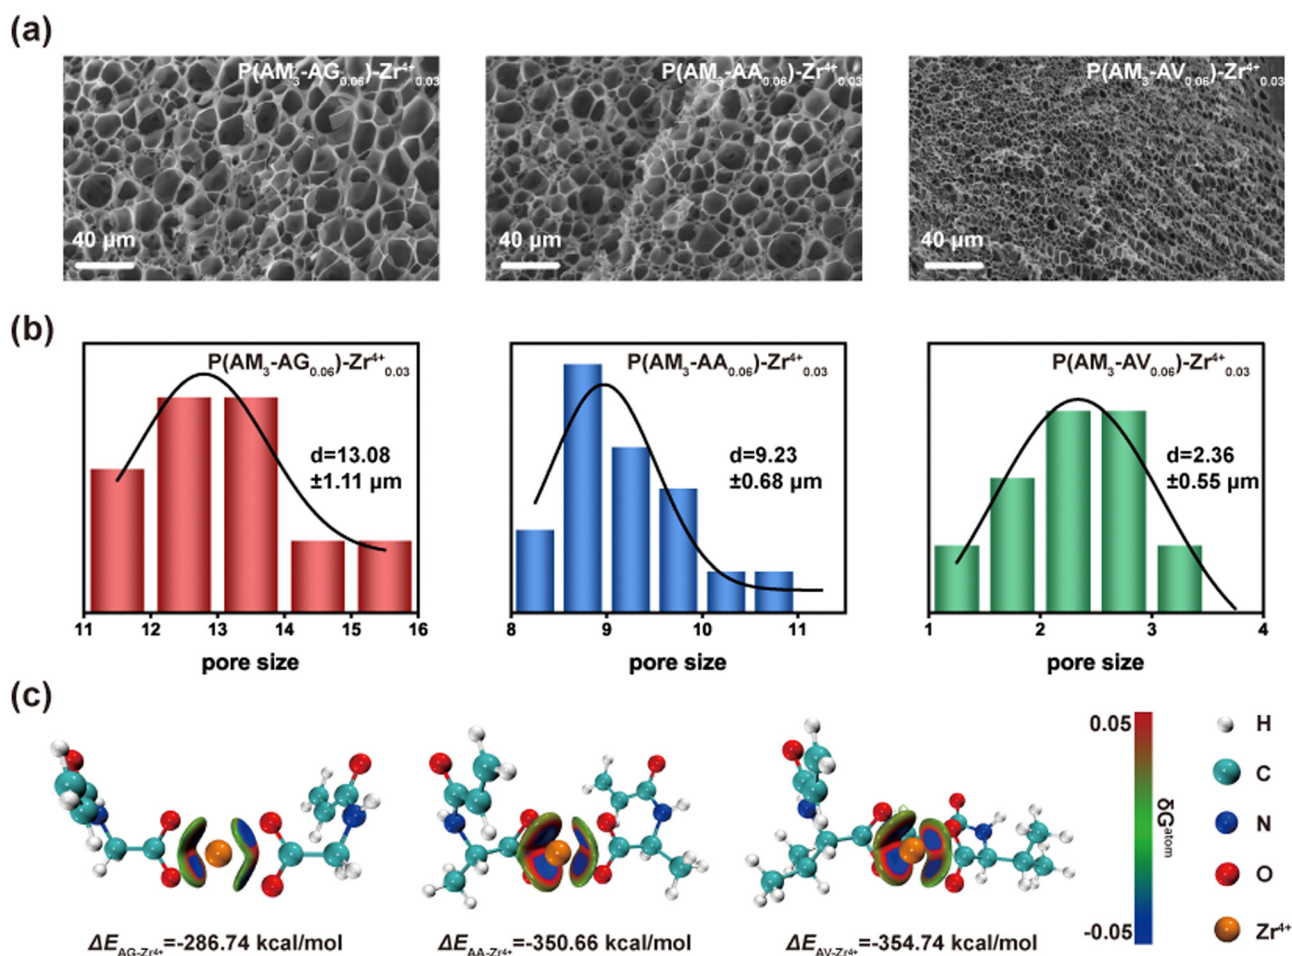 (a)
P(AM₃-AG₀.₀₆)-Zr⁴⁺₀.₀₃
40 μm
P(AM₃-AA₀.₀₆)-Zr⁴⁺₀.₀₃
40 μm
P(AM₃-AV₀.₀₆)-Zr⁴⁺₀.₀₃
40 μm
(b)
P(AM₃-AG₀.₀₆)-Zr⁴⁺₀.₀₃
d=13.08
±1.11 μm
11 12 13 14 15 16
pore size
P(AM₃-AA₀.₀₆)-Zr⁴⁺₀.₀₃
d=9.23
±0.68 μm
8 9 10 11
pore size
P(AM₃-AV₀.₀₆)-Zr⁴⁺₀.₀₃
d=2.36
±0.55 μm
1 2 3 4
pore size
(c)
ΔE_AG-Zr⁴⁺=-286.74 kcal/mol
ΔE_AA-Zr⁴⁺=-350.66 kcal/mol
ΔE_AV-Zr⁴⁺=-354.74 kcal/mol
0.05
δG^atom
-0.05
H
C
N
O
Zr⁴⁺